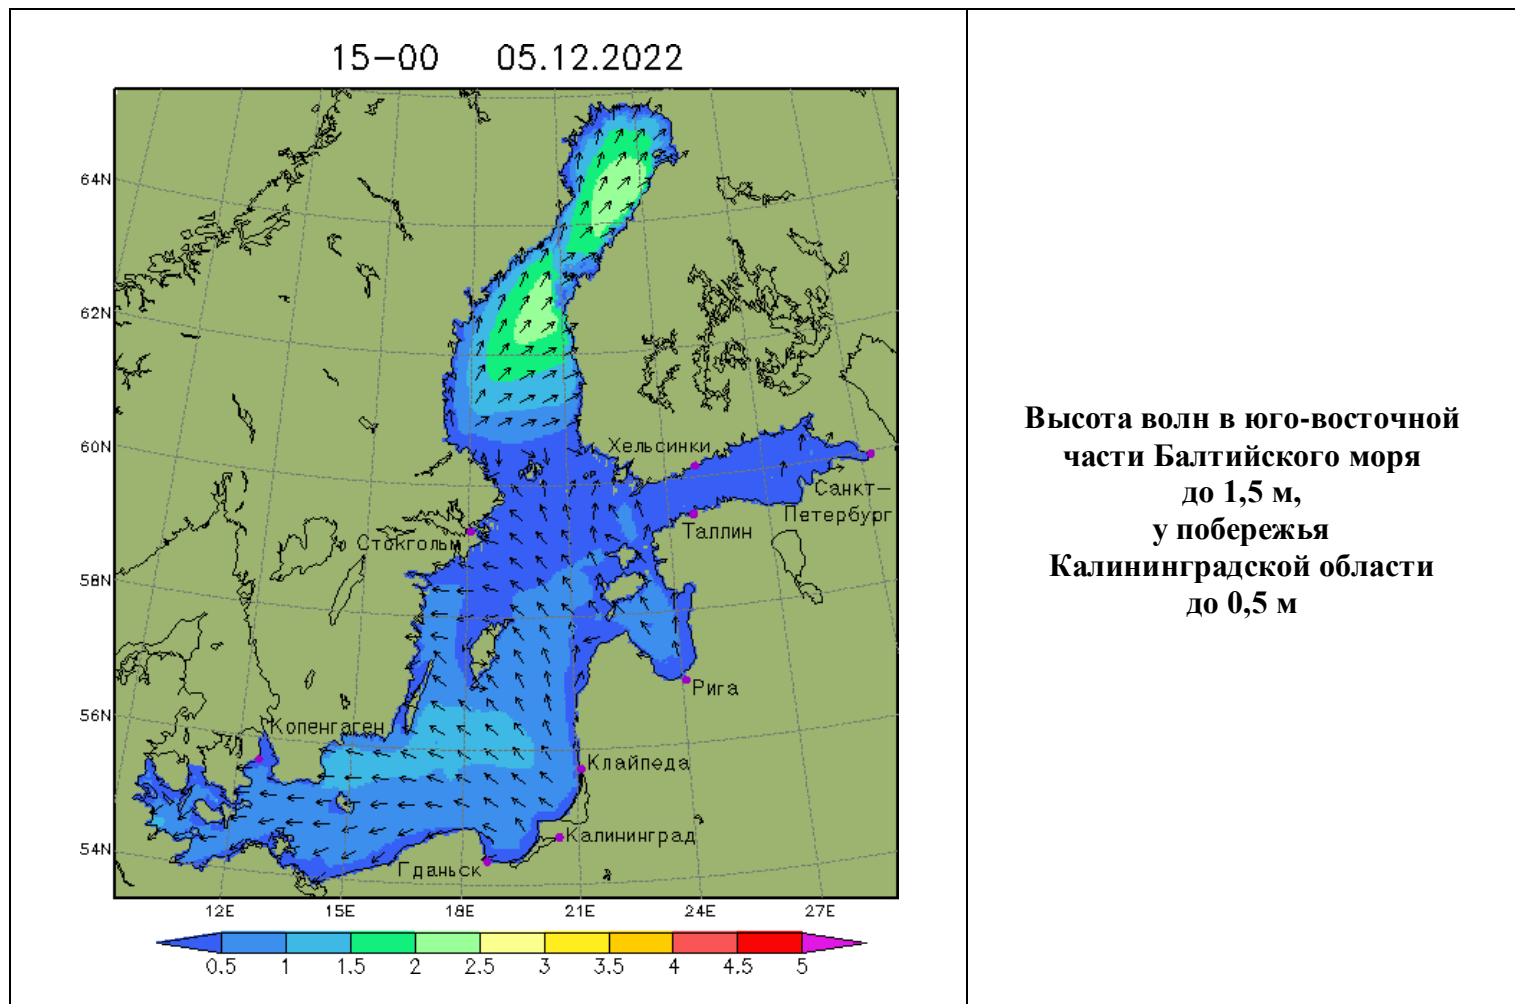 15-00 05.12.2022
64N
62N
60N
58N
56N
54N
Хельсинки
Санкт-
Петербург
Таллин
Стокгольм
Рига
Копенгаген
Клайпеда
Калининград
Гданьск
12E 15E 18E 21E 24E 27E
0.5 1 1.5 2 2.5 3 3.5 4 4.5 5
Высота волн в юго-восточной
части Балтийского моря
до 1,5 м,
у побережья
Калининградской области
до 0,5 м